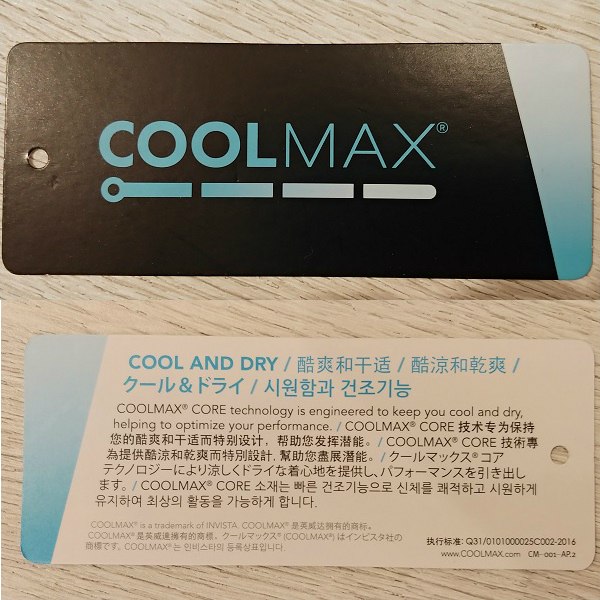 COOLMAX®
COOL AND DRY / 酷爽和干适 / 酷涼和乾爽 /
クール＆ドライ / 시원함과 건조기능
COOLMAX® CORE technology is engineered to keep you cool and dry,
helping to optimize your performance. / COOLMAX® CORE 技术专为保持
您的酷爽和干适而特别设计，帮助您发挥潜能。 / COOLMAX® CORE 技術專
為提供酷涼和乾爽而特別設計，幫助您盡展潛能。 / クールマックス® コア
テクノロジーにより涼しくドライな着心地を提供し、パフォーマンスを引き出し
ます。 / COOLMAX® CORE 소재는 빠른 건조기능으로 신체를 쾌적하고 시원하게
유지하여 최상의 활동을 가능하게 합니다.
COOLMAX® is a trademark of INVISTA. COOLMAX® 是英威达拥有的商标。
COOLMAX® 是英威達擁有的商標。クールマックス® (COOLMAX®) はインビスタ社の
商標です。COOLMAX®는 인비스타의 등록상표입니다.
执行标准: Q31/0101000025C002-2016
www.COOLMAX.com CM-001-AP.2